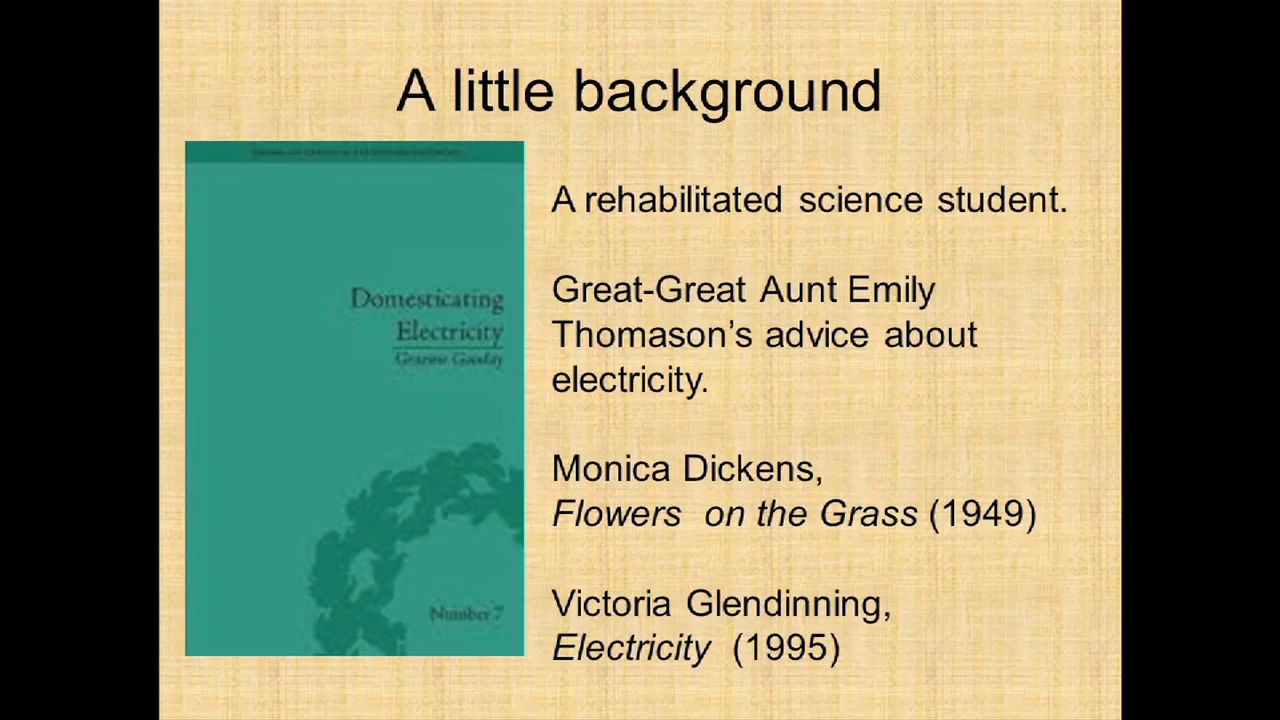 A little background
Domesticating
Electricity
Graeme Gooday
Number 7
A rehabilitated science student.
Great-Great Aunt Emily
Thomason’s advice about
electricity.
Monica Dickens,
Flowers on the Grass (1949)
Victoria Glendinning,
Electricity (1995)